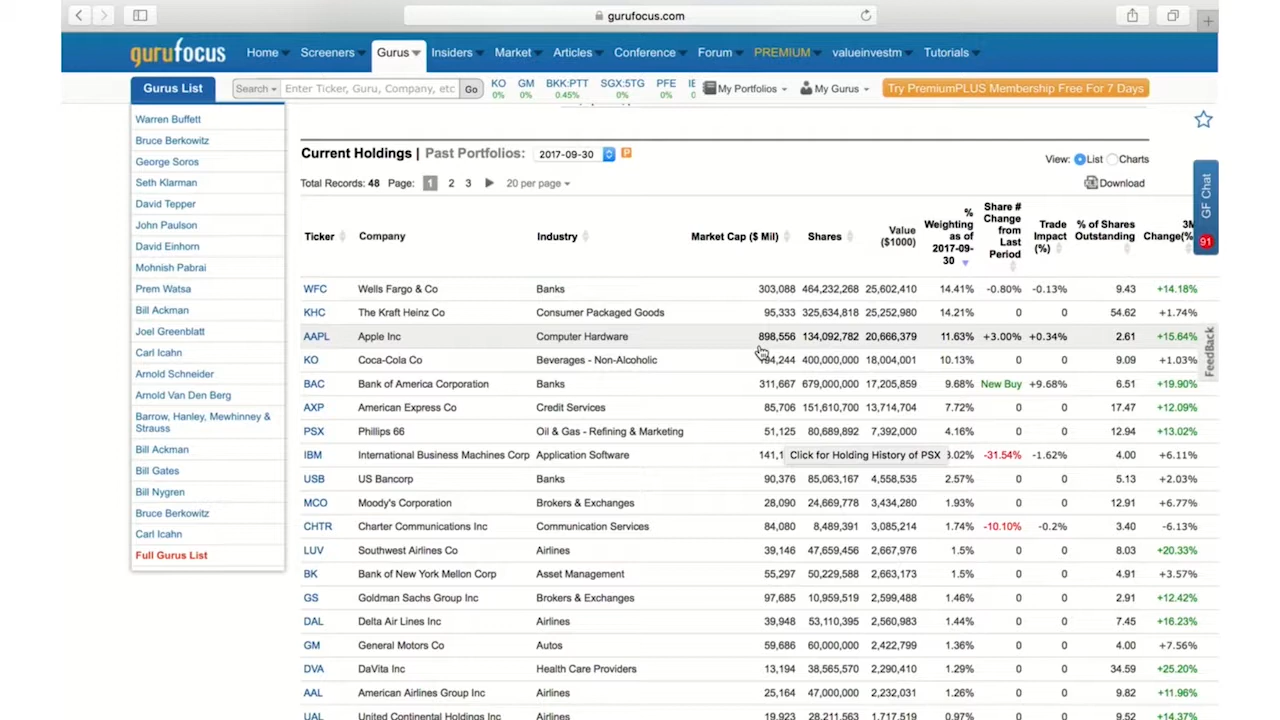 gurufocus.com
gurufocus Home Screeners Gurus Insiders Market Articles Conference Forum PREMIUM valueinvestm Tutorials
Gurus List Search Enter Ticker, Guru, Company, etc Go KO GM BKK:PTT SGX:5TG PFE My Portfolios My Gurus Try PremiumPLUS Membership Free For 7 Days
0% 0% 0.45% 0% 0%
Warren Buffett
Bruce Berkowitz
George Soros
Seth Klarman
David Tepper
John Paulson
David Einhorn
Mohnish Pabrai
Prem Watsa
Bill Ackman
Joel Greenblatt
Carl Icahn
Arnold Schneider
Arnold Van Den Berg
Barrow, Hanley, Mewhinney &
Strauss
Bill Ackman
Bill Gates
Bill Nygren
Bruce Berkowitz
Carl Icahn
Full Gurus List
Current Holdings | Past Portfolios: 2017-09-30 P
View: List Charts
Total Records: 48 Page: 1 2 3 20 per page
Download
GF Chat
91
FeedBack
Ticker Company Industry Market Cap ($ Mil) Shares Value ($1000) % Weighting as of 2017-09-30 Share # Change from Last Period Trade Impact (%) % of Shares Outstanding 3M Change(%
WFC Wells Fargo & Co Banks 303,088 464,232,268 25,602,410 14.41% -0.80% -0.13% 9.43 +14.18%
KHC The Kraft Heinz Co Consumer Packaged Goods 95,333 325,634,818 25,252,980 14.21% 0 0 54.62 +1.74%
AAPL Apple Inc Computer Hardware 898,556 134,092,782 20,666,379 11.63% +3.00% +0.34% 2.61 +15.64%
KO Coca-Cola Co Beverages - Non-Alcoholic 400,000,000 18,004,001 10.13% 0 0 9.09 +1.03%
BAC Bank of America Corporation Banks 311,667 679,000,000 17,205,859 9.68% New Buy +9.68% 6.51 +19.90%
AXP American Express Co Credit Services 85,706 151,610,700 13,714,704 7.72% 0 0 17.47 +12.09%
PSX Phillips 66 Oil & Gas - Refining & Marketing 51,125 80,689,892 7,392,000 4.16% 0 0 12.94 +13.02%
IBM International Business Machines Corp Application Software Click for Holding History of PSX -31.54% -1.62% 4.00 +6.11%
USB US Bancorp Banks 90,376 85,063,167 4,558,535 2.57% 0 0 5.13 +2.03%
MCO Moody's Corporation Brokers & Exchanges 28,090 24,669,778 3,434,280 1.93% 0 0 12.91 +6.77%
CHTR Charter Communications Inc Communication Services 84,080 8,489,391 3,085,214 1.74% -10.10% -0.2% 3.40 -6.13%
LUV Southwest Airlines Co Airlines 39,146 47,659,456 2,667,976 1.5% 0 0 8.03 +20.33%
BK Bank of New York Mellon Corp Asset Management 55,297 50,229,588 2,663,173 1.5% 0 0 4.91 +3.57%
GS Goldman Sachs Group Inc Brokers & Exchanges 97,685 10,959,519 2,599,488 1.46% 0 0 2.91 +12.42%
DAL Delta Air Lines Inc Airlines 39,948 53,110,395 2,560,983 1.44% 0 0 7.45 +16.23%
GM General Motors Co Autos 59,686 60,000,000 2,422,799 1.36% 0 0 4.00 +7.56%
DVA DaVita Inc Health Care Providers 13,194 38,565,570 2,290,410 1.29% 0 0 34.59 +25.20%
AAL American Airlines Group Inc Airlines 25,164 47,000,000 2,232,031 1.26% 0 0 9.82 +11.96%
UAL United Continental Holdings Inc Airlines 19,923 28,211,563 1,717,519 0.97% 0 0 9.52 +14.37%